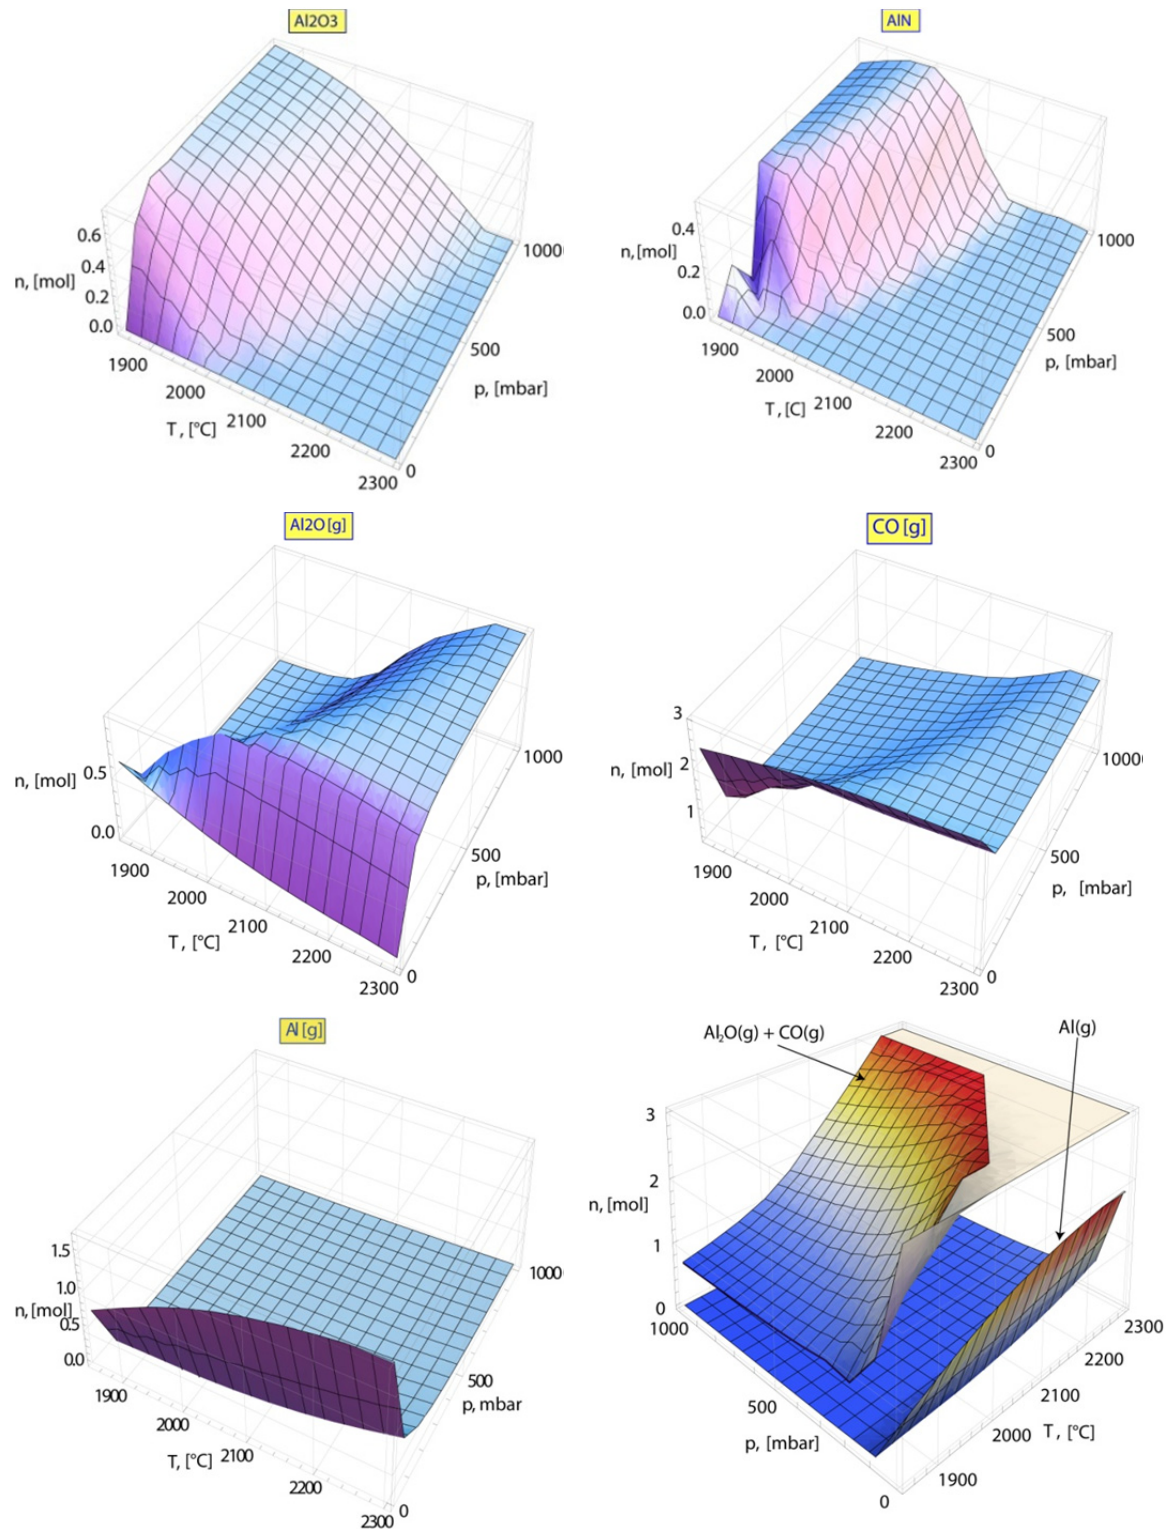 Al2O3
0.6
0.4
0.2
0.0
n, [mol]
1900
2000
2100
2200
2300
T , [°C]
0
500
1000
p, [mbar]
AlN
0.4
0.2
0.0
n, [mol]
1900
2000
2100
2200
2300
T , [C]
0
500
1000
p, [mbar]
Al2O [g]
0.5
0.0
n, [mol]
1900
2000
2100
2200
2300
T , [°C]
0
500
1000
p, [mbar]
CO [g]
3
2
1
n, [mol]
1900
2000
2100
2200
2300
T , [°C]
0
500
1000
p, [mbar]
Al [g]
1.5
1.0
0.5
0.0
n, [mol]
1900
2000
2100
2200
2300
T, [°C]
0
500
1000
p, mbar
Al₂O(g) + CO(g)
Al(g)
3
2
1
0
n, [mol]
1000
500
0
p, [mbar]
1900
2000
2100
2200
2300
T, [°C]